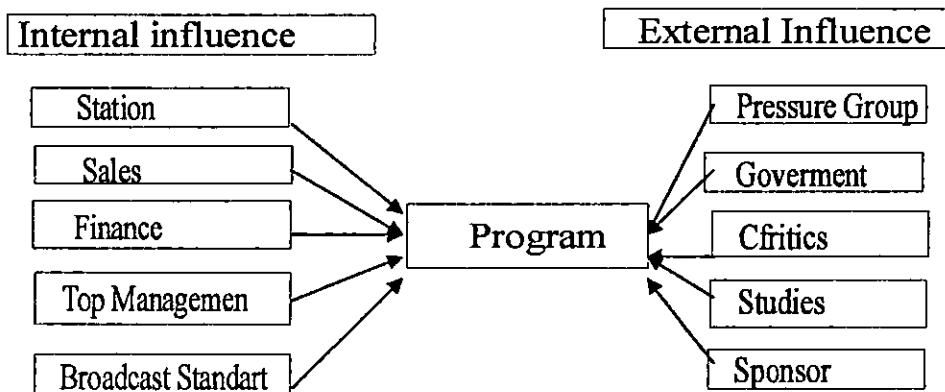 Internal influence
External Influence
Station
Sales
Finance
Top Managemen
Broadcast Standart
Program
Pressure Group
Goverment
Cfritics
Studies
Sponsor